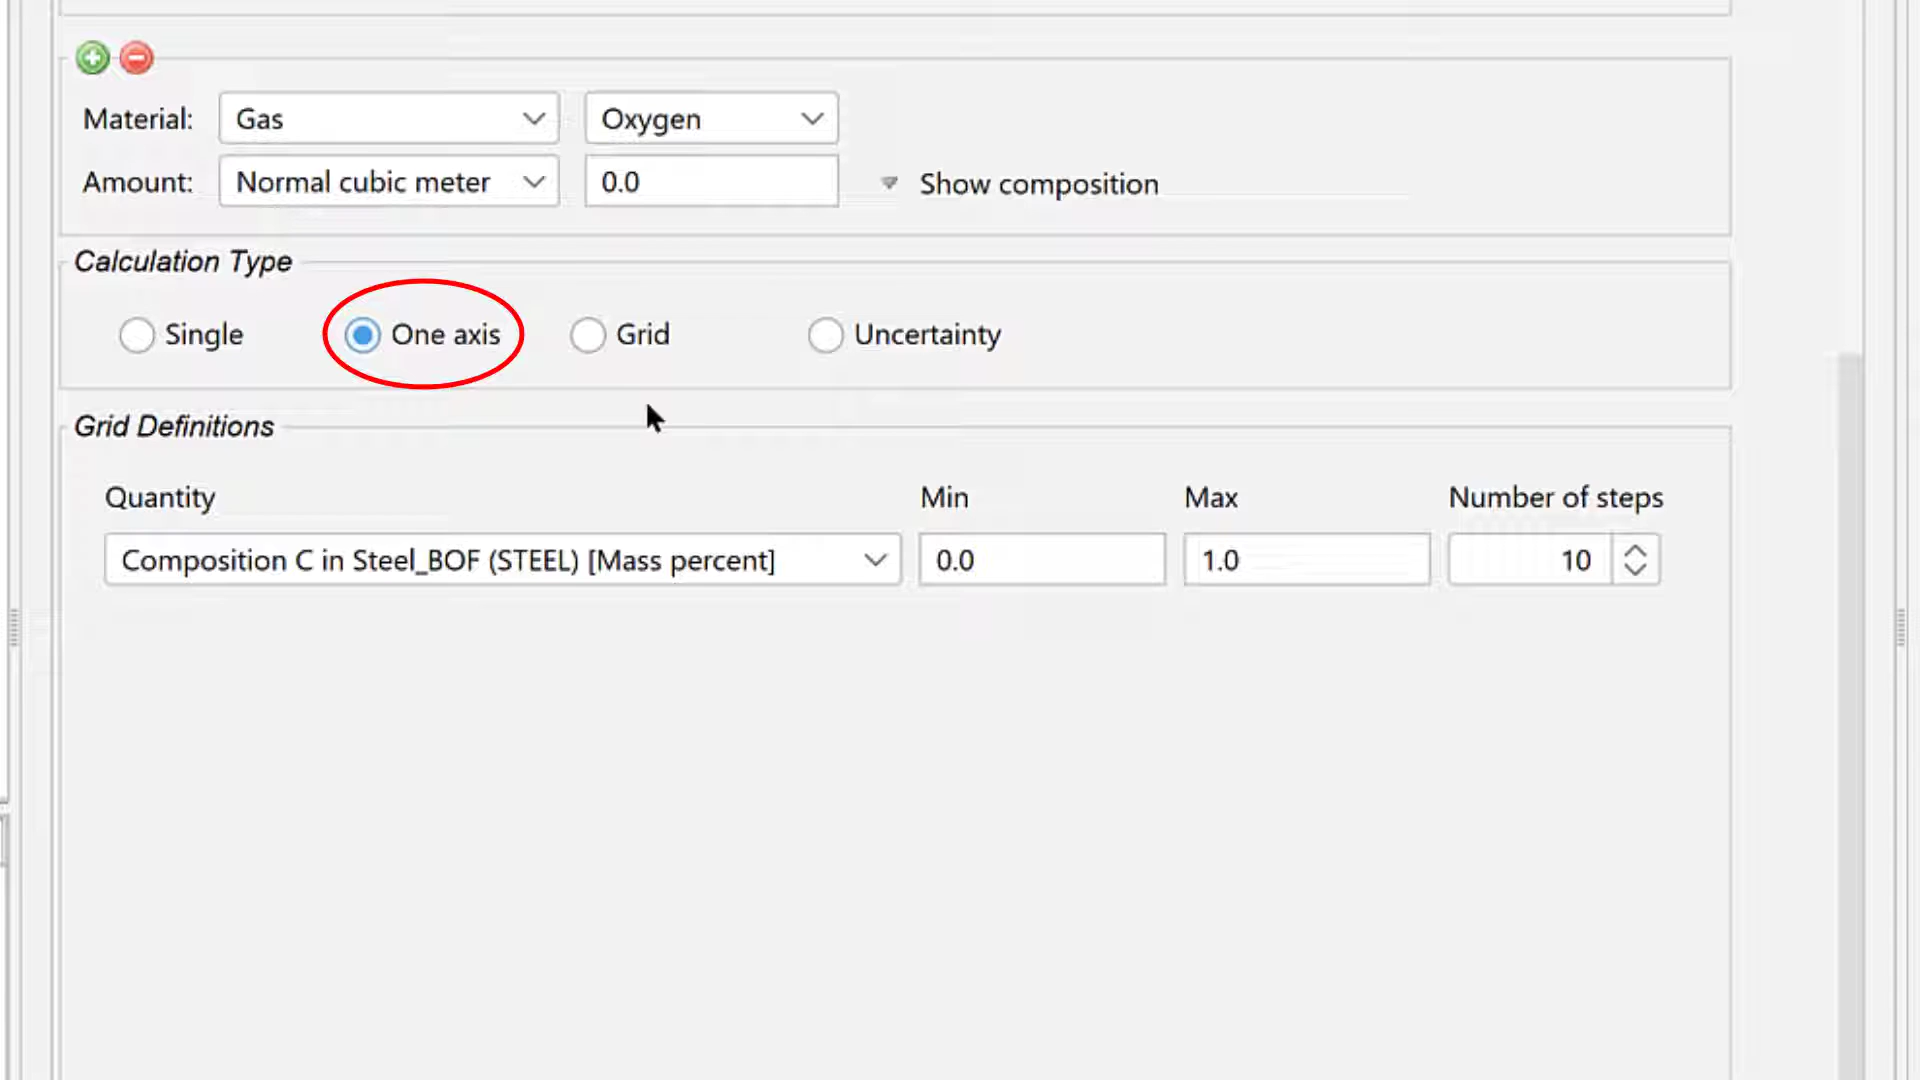 Material: Gas Oxygen
Amount: Normal cubic meter 0.0 Show composition
Calculation Type
Single One axis Grid Uncertainty
Grid Definitions
Quantity Min Max Number of steps
Composition C in Steel_BOF (STEEL) [Mass percent] 0.0 1.0 10